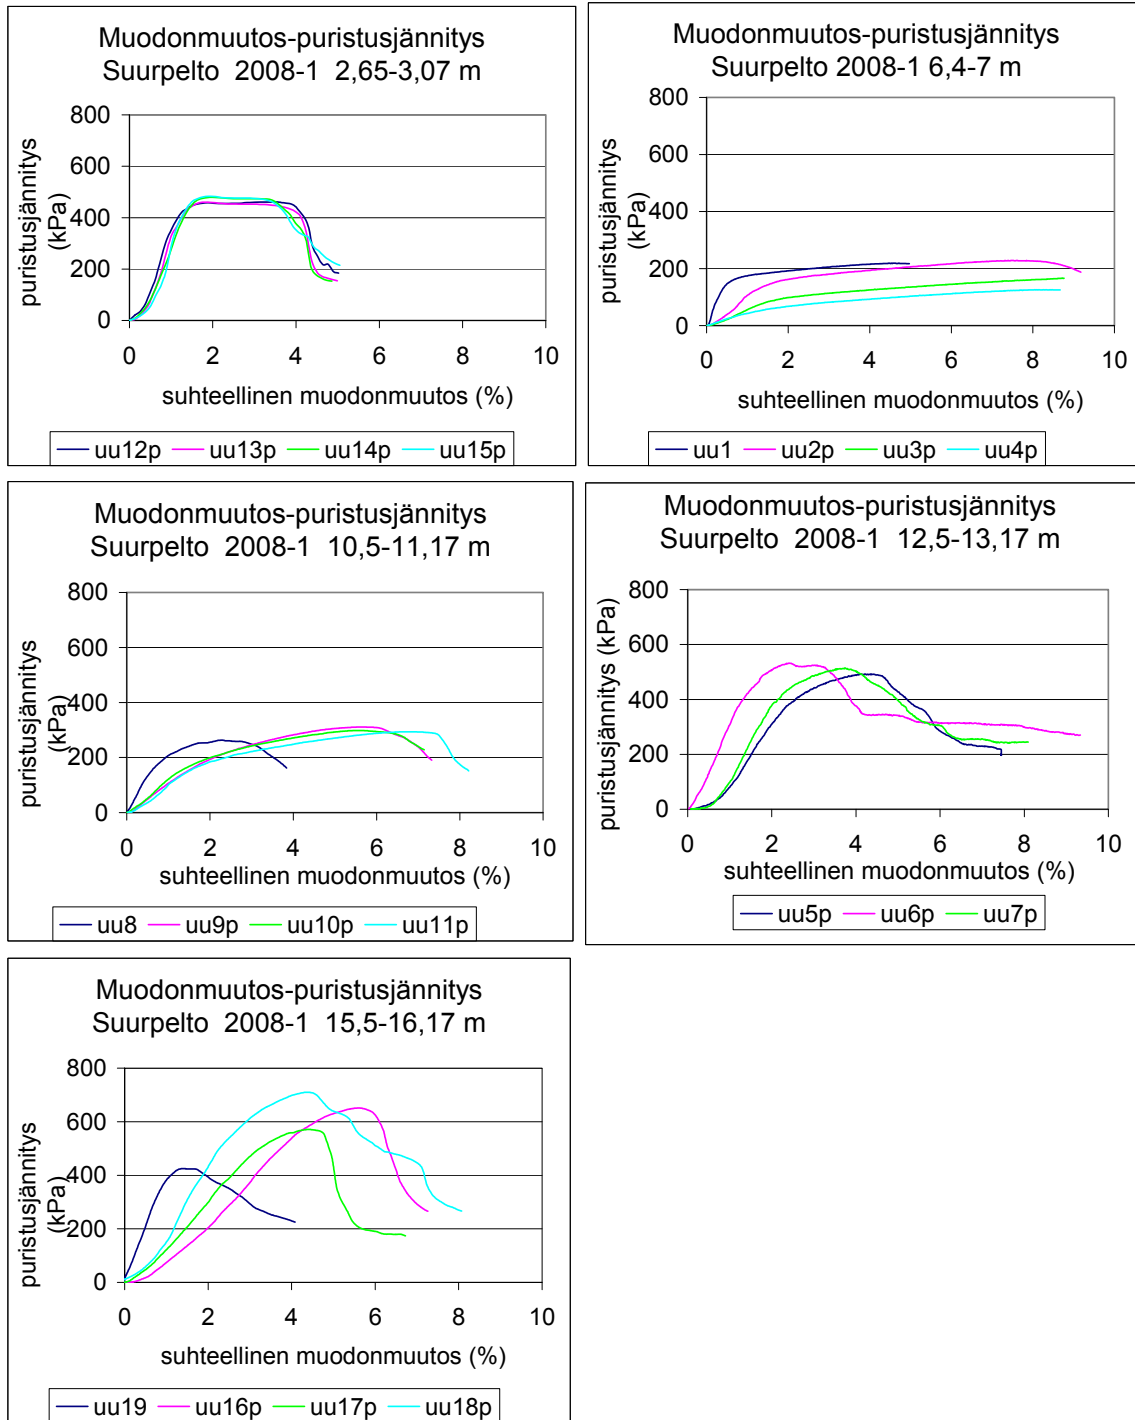 Muodonmuutos-puristusjännitys
Suurpelto 2008-1 2,65-3,07 m
puristusjännitys
(kPa)
800
600
400
200
0
0 2 4 6 8 10
suhteellinen muodonmuutos (%)
uu12p uu13p uu14p uu15p
Muodonmuutos-puristusjännitys
Suurpelto 2008-1 6,4-7 m
puristusjännitys
(kPa)
800
600
400
200
0
0 2 4 6 8 10
suhteellinen muodonmuutos (%)
uu1 uu2p uu3p uu4p
Muodonmuutos-puristusjännitys
Suurpelto 2008-1 10,5-11,17 m
puristusjännitys
(kPa)
800
600
400
200
0
0 2 4 6 8 10
suhteellinen muodonmuutos (%)
uu8 uu9p uu10p uu11p
Muodonmuutos-puristusjännitys
Suurpelto 2008-1 12,5-13,17 m
puristusjännitys (kPa)
800
600
400
200
0
0 2 4 6 8 10
suhteellinen muodonmuutos (%)
uu5p uu6p uu7p
Muodonmuutos-puristusjännitys
Suurpelto 2008-1 15,5-16,17 m
puristusjännitys
(kPa)
800
600
400
200
0
0 2 4 6 8 10
suhteellinen muodonmuutos (%)
uu19 uu16p uu17p uu18p